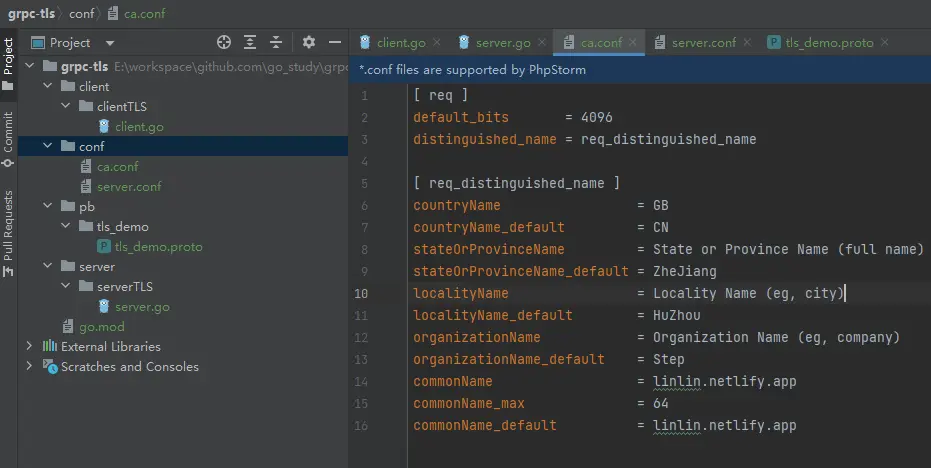 grpc-tls conf ca.conf
Project
client.go server.go ca.conf server.conf tls_demo.proto
Project
Commit
Pull Requests
grpc-tls E:\workspace\github.com\go_study\grpc
client
clientTLS
client.go
conf
ca.conf
server.conf
pb
tls_demo
tls_demo.proto
server
serverTLS
server.go
go.mod
External Libraries
Scratches and Consoles
*.conf files are supported by PhpStorm
1 [ req ]
2 default_bits = 4096
3 distinguished_name = req_distinguished_name
4
5 [ req_distinguished_name ]
6 countryName = GB
7 countryName_default = CN
8 stateOrProvinceName = State or Province Name (full name)
9 stateOrProvinceName_default = ZheJiang
10 localityName = Locality Name (eg, city)
11 localityName_default = HuZhou
12 organizationName = Organization Name (eg, company)
13 organizationName_default = Step
14 commonName = linlin.netlify.app
15 commonName_max = 64
16 commonName_default = linlin.netlify.app